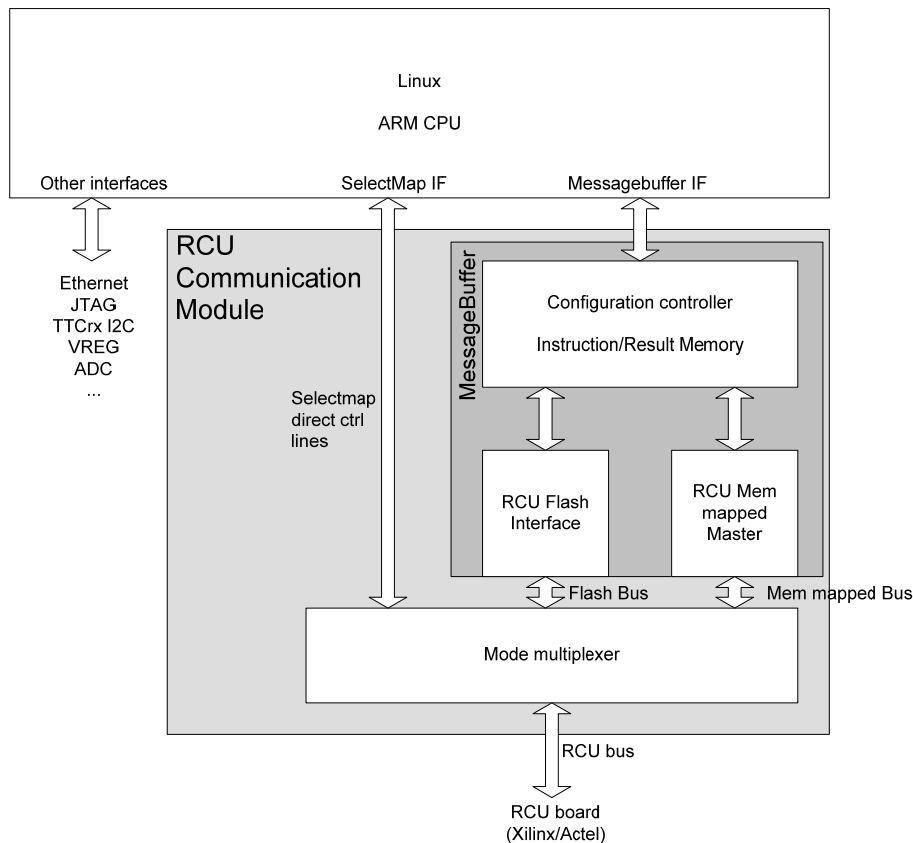 Linux
ARM CPU
Other interfaces
SelectMap IF
Messagebuffer IF
Ethernet
JTAG
TTCrx I2C
VREG
ADC
...
RCU
Communication
Module
MessageBuffer
Configuration controller
Instruction/Result Memory
Selectmap
direct ctrl
lines
RCU Flash
Interface
RCU Mem
mapped
Master
Flash Bus
Mem mapped Bus
Mode multiplexer
RCU bus
RCU board
(Xilinx/Actel)